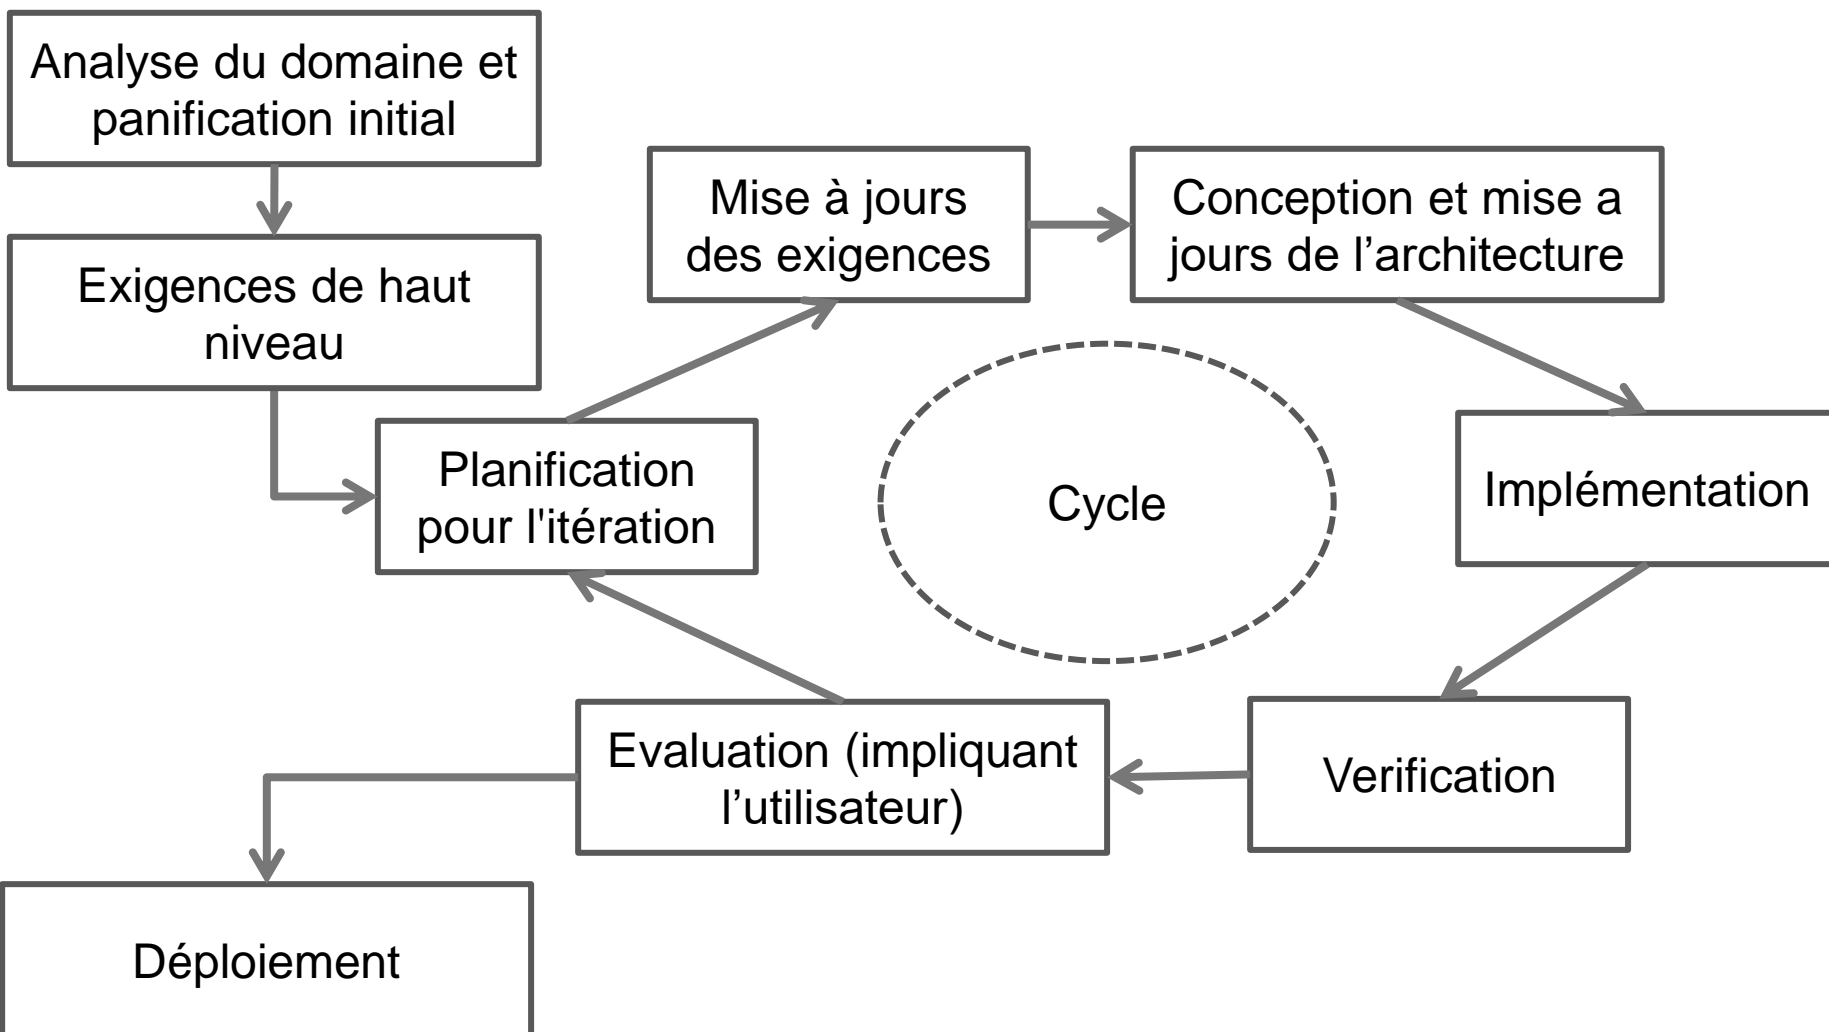 Analyse du domaine et
panification initial
Exigences de haut
niveau
Mise à jours
des exigences
Conception et mise a
jours de l’architecture
Planification
pour l'itération
Cycle
Implémentation
Evaluation (impliquant
l’utilisateur)
Verification
Déploiement